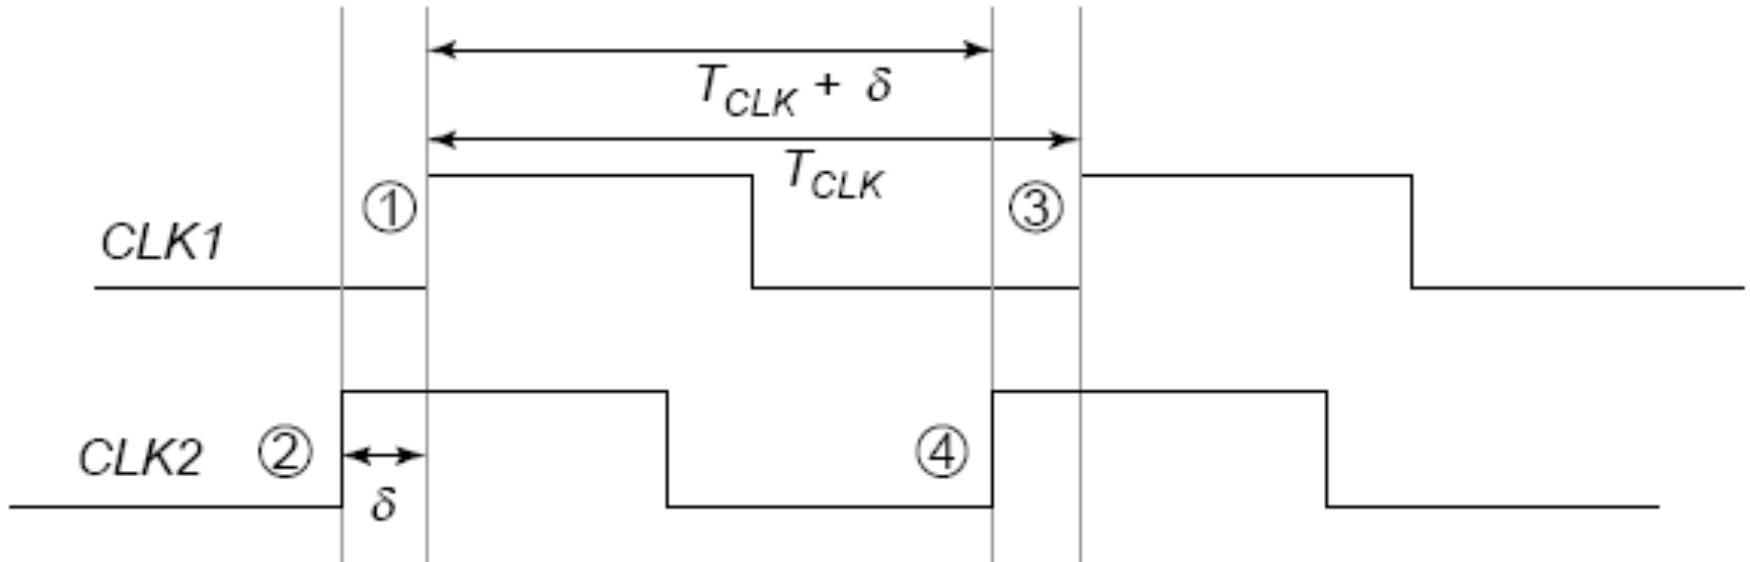 T_CLK + δ
T_CLK
① ③
CLK1
CLK2 ② ④
δ